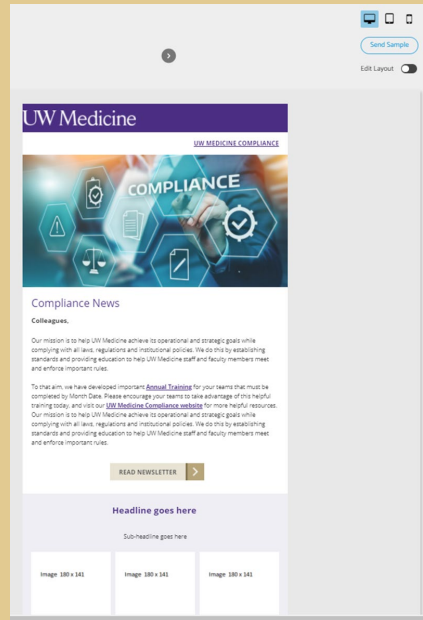 Send Sample
Edit Layout
UW Medicine
UW MEDICINE COMPLIANCE
COMPLIANCE
Compliance News
Colleagues,
Our mission is to help UW Medicine achieve its operational and strategic goals while
complying with all laws, regulations and institutional policies. We do this by establishing
standards and providing education to help UW Medicine staff and faculty members meet
and enforce important rules.
To that aim, we have developed important Annual Training for your teams that must be
completed by Month Date. Please encourage your teams to take advantage of this helpful
training today, and visit our UW Medicine Compliance website for more helpful resources.
Our mission is to help UW Medicine achieve its operational and strategic goals while
complying with all laws, regulations and institutional policies. We do this by establishing
standards and providing education to help UW Medicine staff and faculty members meet
and enforce important rules.
READ NEWSLETTER
Headline goes here
Sub-headline goes here
Image 180 x 141
Image 180 x 141
Image 180 x 141